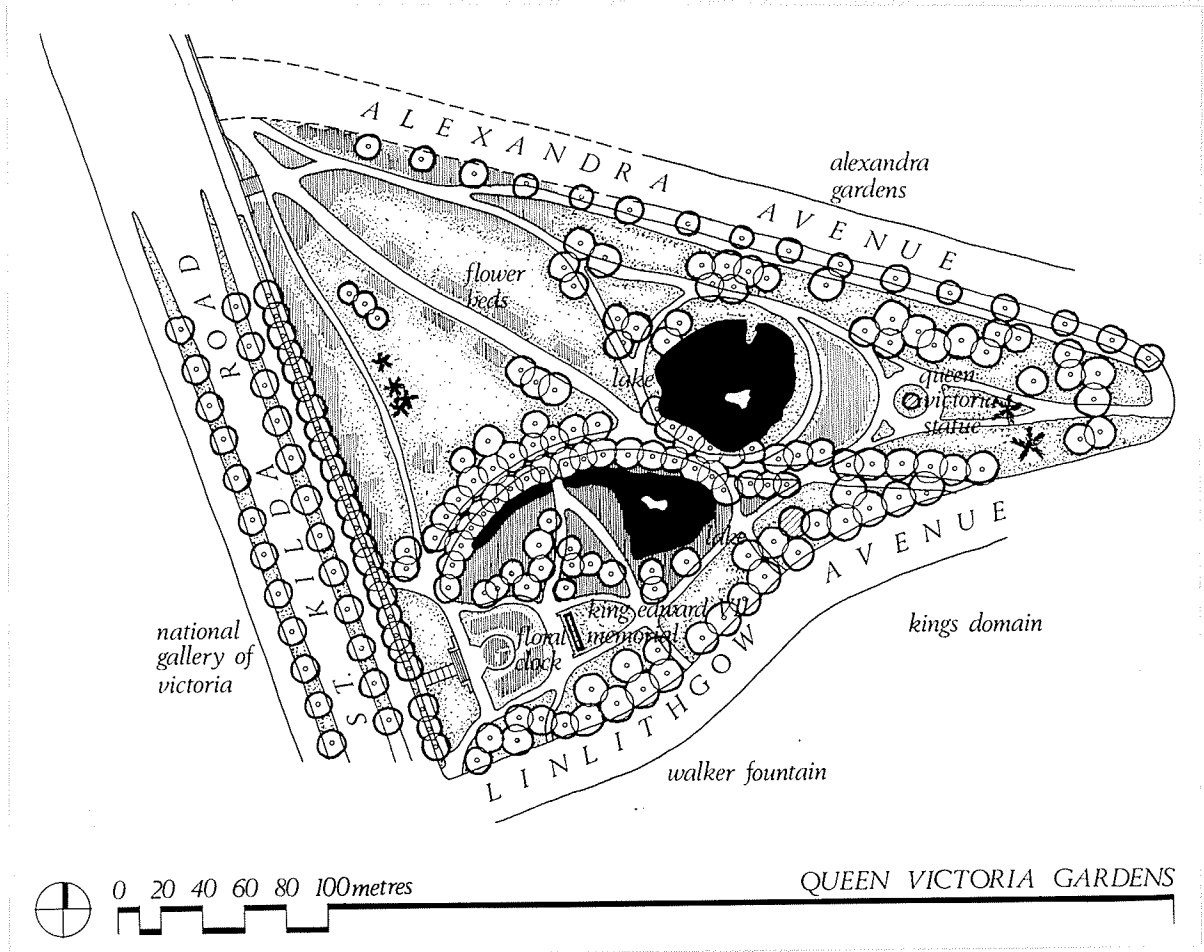 ALEXANDRA AVENUE
alexandra
gardens
flower
beds
lake
queen
victoria
statue
ST. KILDA ROAD
lake
king edward VII
memorial
floral
clock
national
gallery of
victoria
LINLITHGOW AVENUE
kings domain
walker fountain
0 20 40 60 80 100 metres
QUEEN VICTORIA GARDENS